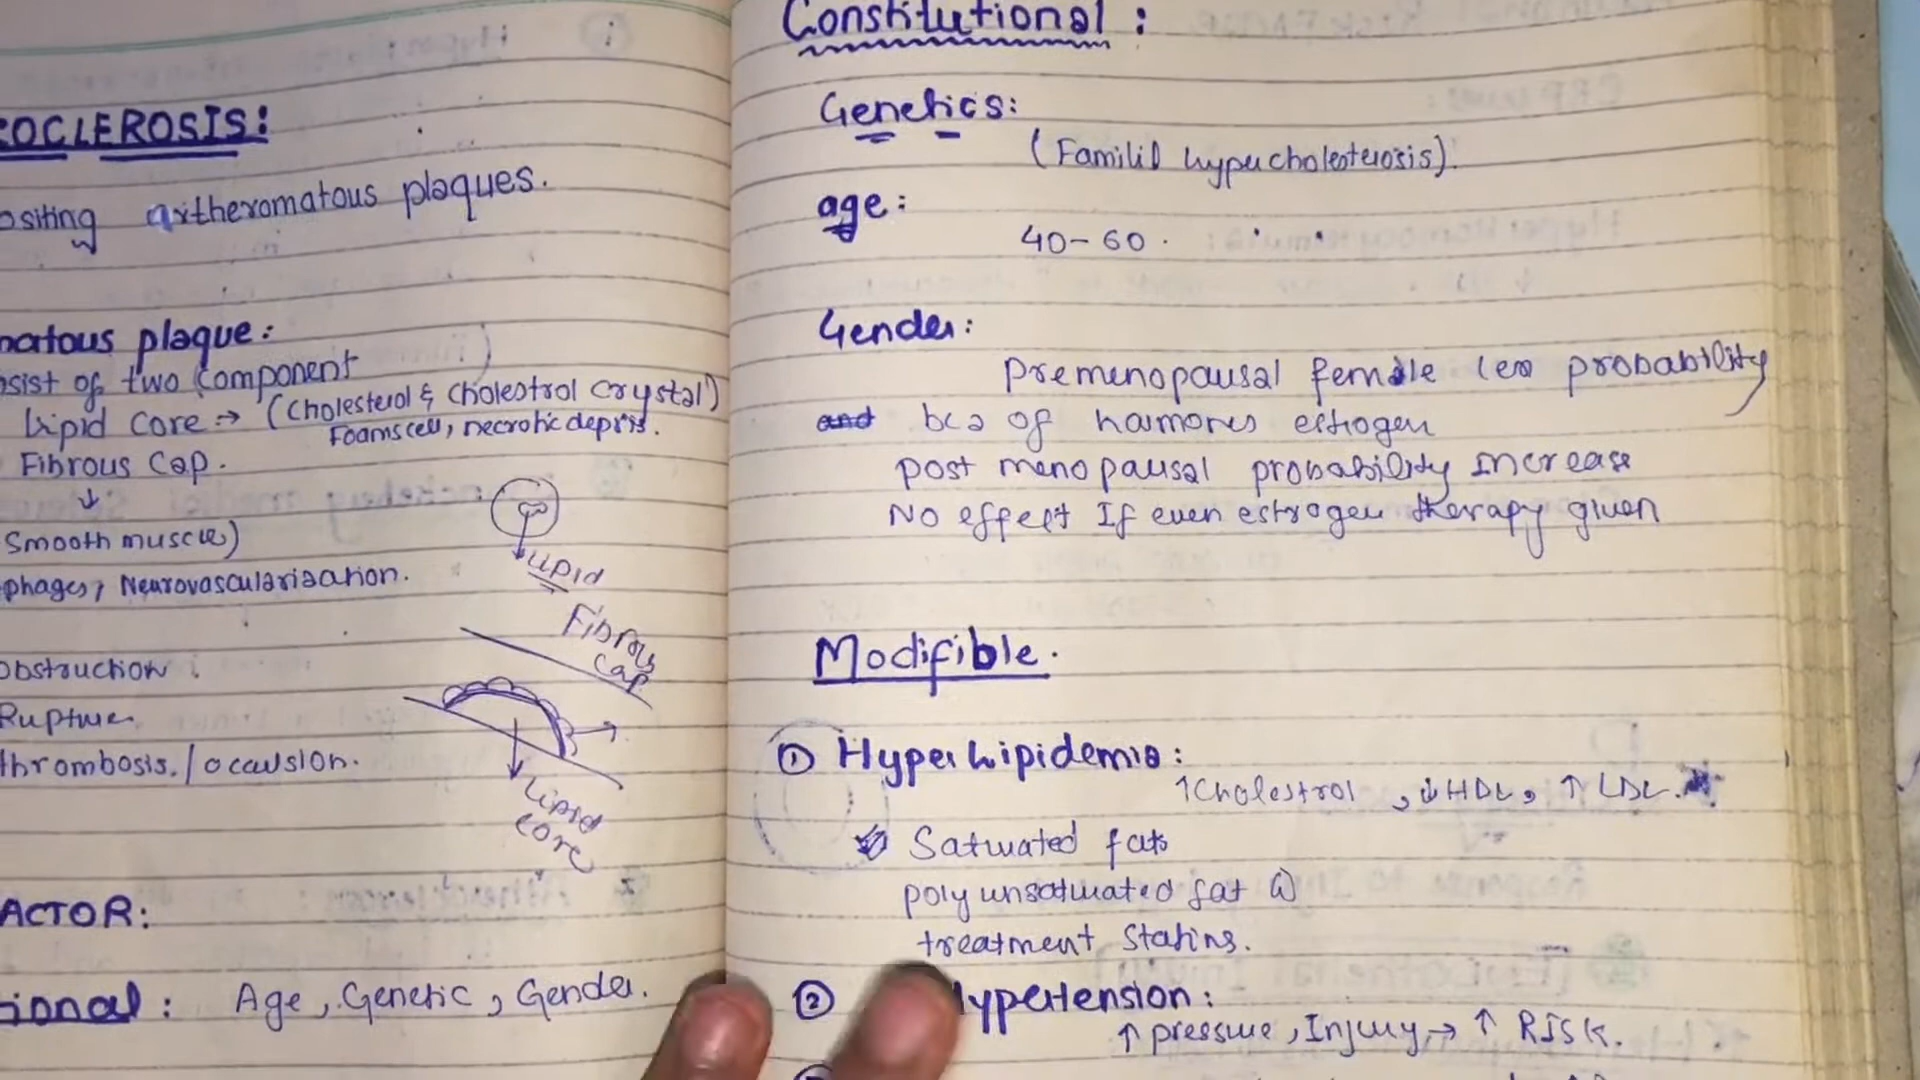 OCLEROSIS:
ositing artheromatous plaques.
matous plaque:
nsist of two component
Lipid core → (Cholesterol & cholestrol crystal)
Foamscell, necrotic depris.
Fibrous cap.
↓
Smooth muscle)
phages, Neurovascularisation.
Lipid
Fibrous
cap
obstruction
Rupture
thrombosis. / occulsion.
Lipid
core
ACTOR:
ional: Age, Genetic, Gender.
Constitutional:
Genetics:
(Familil hypercholesterosis).
age:
40-60.
Gender:
premenopausal female less probability
and bcz of harmones estrogen
post menopausal probability increase
No effect If even estrogen therapy given
Modifible.
① HyperLipidemia:
↑Cholestrol, ↓HDL, ↑ LDL.
Saturated fats
poly unsaturated fat
treatment Statins.
② Hypertension:
↑ pressure, Injury → ↑ RISK.